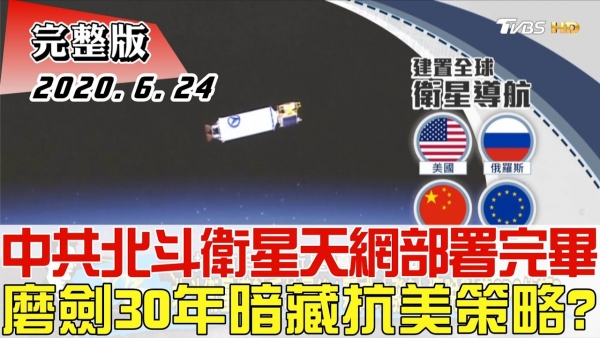 完整版
2020.6.24
TVBS HD
建置全球
衛星導航
美國
俄羅斯
中共北斗衛星天網部署完畢
磨劍30年暗藏抗美策略?